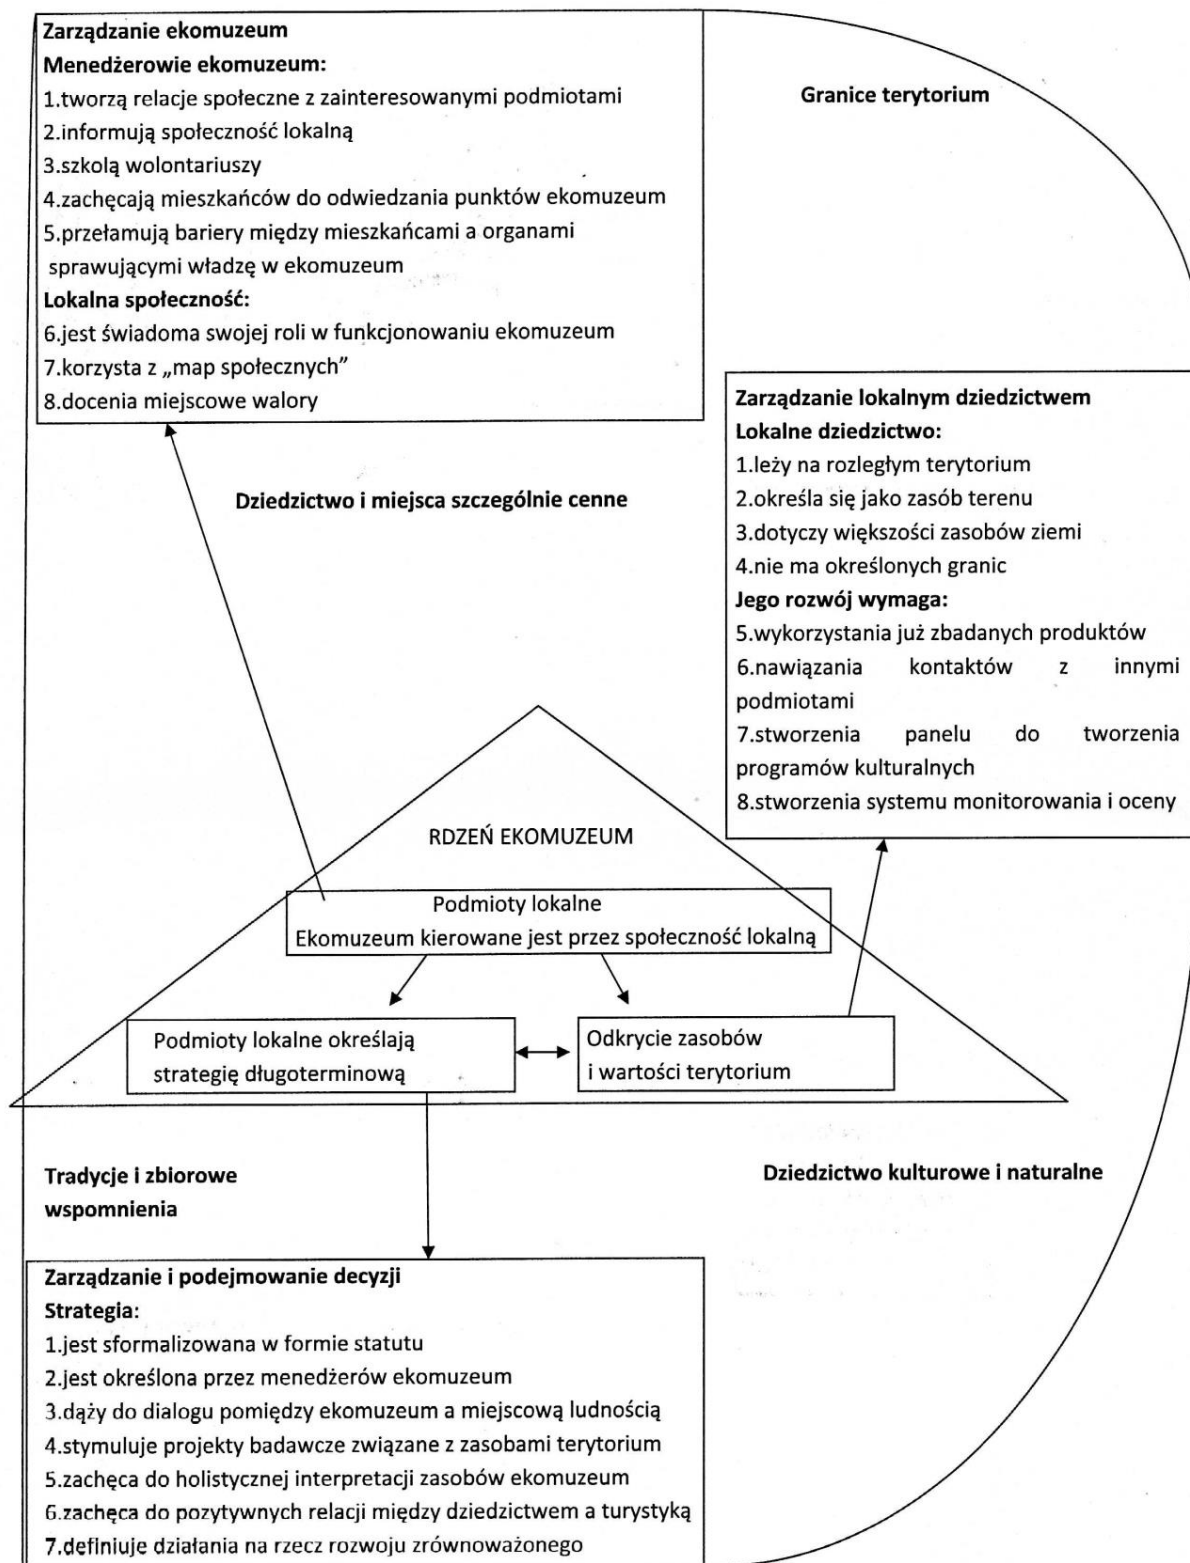 Zarządzanie ekomuzeum
Menedżerowie ekomuzeum:
1.tworzą relacje społeczne z zainteresowanymi podmiotami
2.informują społeczność lokalną
3.szkolą wolontariuszy
4.zachęcają mieszkańców do odwiedzania punktów ekomuzeum
5.przełamują bariery między mieszkańcami a organami
sprawującymi władzę w ekomuzeum
Lokalna społeczność:
6.jest świadoma swojej roli w funkcjonowaniu ekomuzeum
7.korzysta z „map społecznych”
8.docenia miejscowe walory
Granice terytorium
Zarządzanie lokalnym dziedzictwem
Lokalne dziedzictwo:
1.leży na rozległym terytorium
2.określa się jako zasób terenu
3.dotyczy większości zasobów ziemi
4.nie ma określonych granic
Jego rozwój wymaga:
5.wykorzystania już zbadanych produktów
6.nawiązania kontaktów z innymi
podmiotami
7.stworzenia panelu do tworzenia
programów kulturalnych
8.stworzenia systemu monitorowania i oceny
Dziedzictwo i miejsca szczególnie cenne
RDZEŃ EKOMUZEUM
Podmioty lokalne
Ekomuzeum kierowane jest przez społeczność lokalną
Podmioty lokalne określają
strategię długoterminową
Odkrycie zasobów
i wartości terytorium
Tradycje i zbiorowe
wspomnienia
Dziedzictwo kulturowe i naturalne
Zarządzanie i podejmowanie decyzji
Strategia:
1.jest sformalizowana w formie statutu
2.jest określona przez menedżerów ekomuzeum
3.dąży do dialogu pomiędzy ekomuzeum a miejscową ludnością
4.stymuluje projekty badawcze związane z zasobami terytorium
5.zachęca do holistycznej interpretacji zasobów ekomuzeum
6.zachęca do pozytywnych relacji między dziedzictwem a turystyką
7.definiuje działania na rzecz rozwoju zrównoważonego